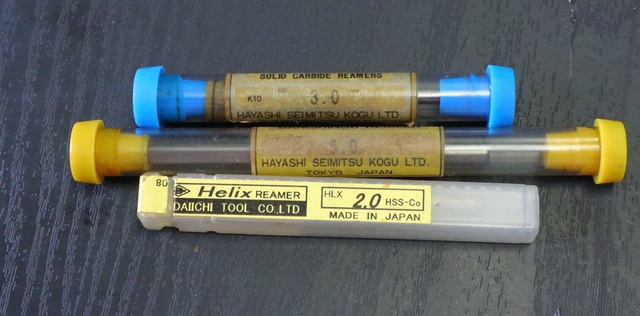 SOLID CARBIDE REAMERS
K10 3.0
HAYASHI SEIMITSU KOGU LTD.
HAYASHI SEIMITSU KOGU LTD.
TOKYO JAPAN
80
Helix REAMER
DAIICHI TOOL CO.,LTD
HLX 2.0 HSS-Co
MADE IN JAPAN